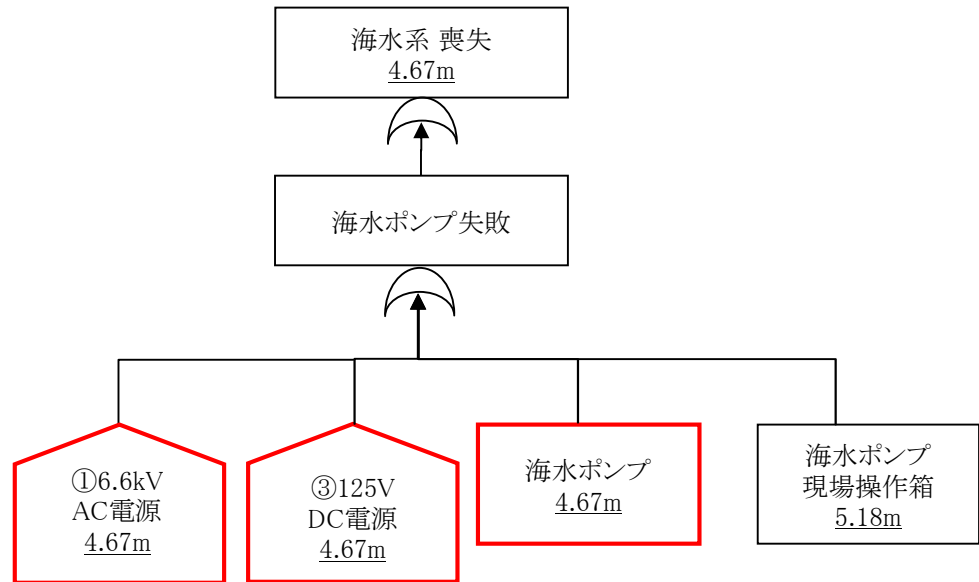 海水系 喪失
4.67m
海水ポンプ失敗
①6.6kV
AC電源
4.67m
③125V
DC電源
4.67m
海水ポンプ
4.67m
海水ポンプ
現場操作箱
5.18m